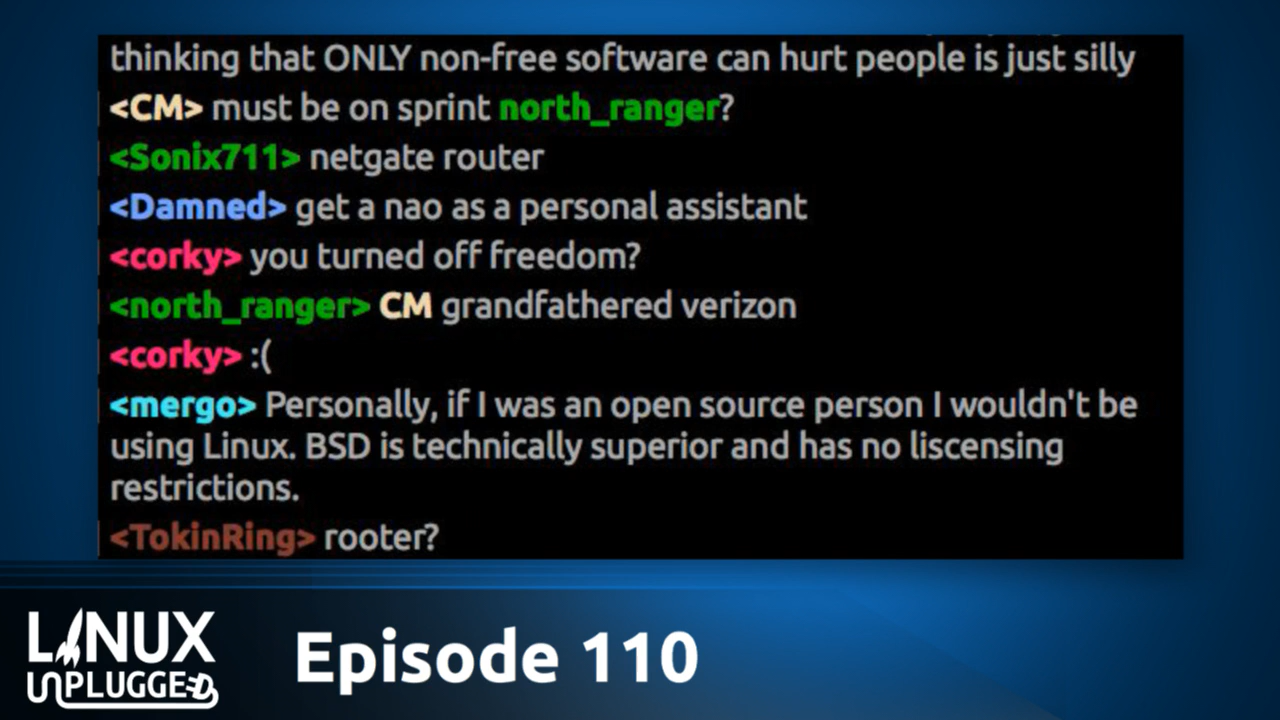 thinking that ONLY non-free software can hurt people is just silly
<CM> must be on sprint north_ranger?
<Sonix711> netgate router
<Damned> get a nao as a personal assistant
<corky> you turned off freedom?
<north_ranger> CM grandfathered verizon
<corky> :(
<mergo> Personally, if I was an open source person I wouldn't be
using Linux. BSD is technically superior and has no liscensing
restrictions.
<TokinRing> rooter?
LINUX
UNPLUGGED
Episode 110